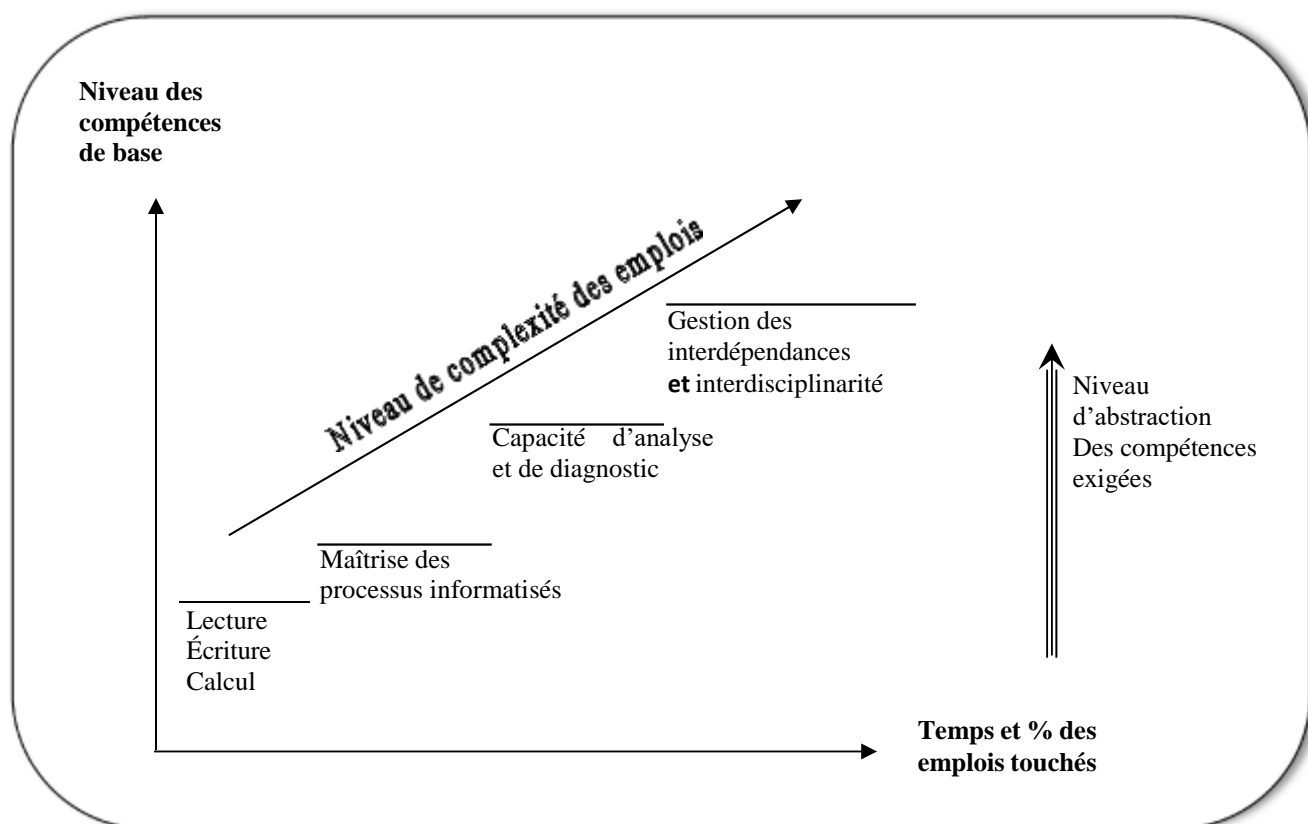 Niveau des
compétences
de base
Niveau de complexité des emplois
Gestion des
interdépendances
et interdisciplinarité
Capacité d’analyse
et de diagnostic
Maîtrise des
processus informatisés
Lecture
Écriture
Calcul
Niveau
d’abstraction
Des compétences
exigées
Temps et % des
emplois touchés